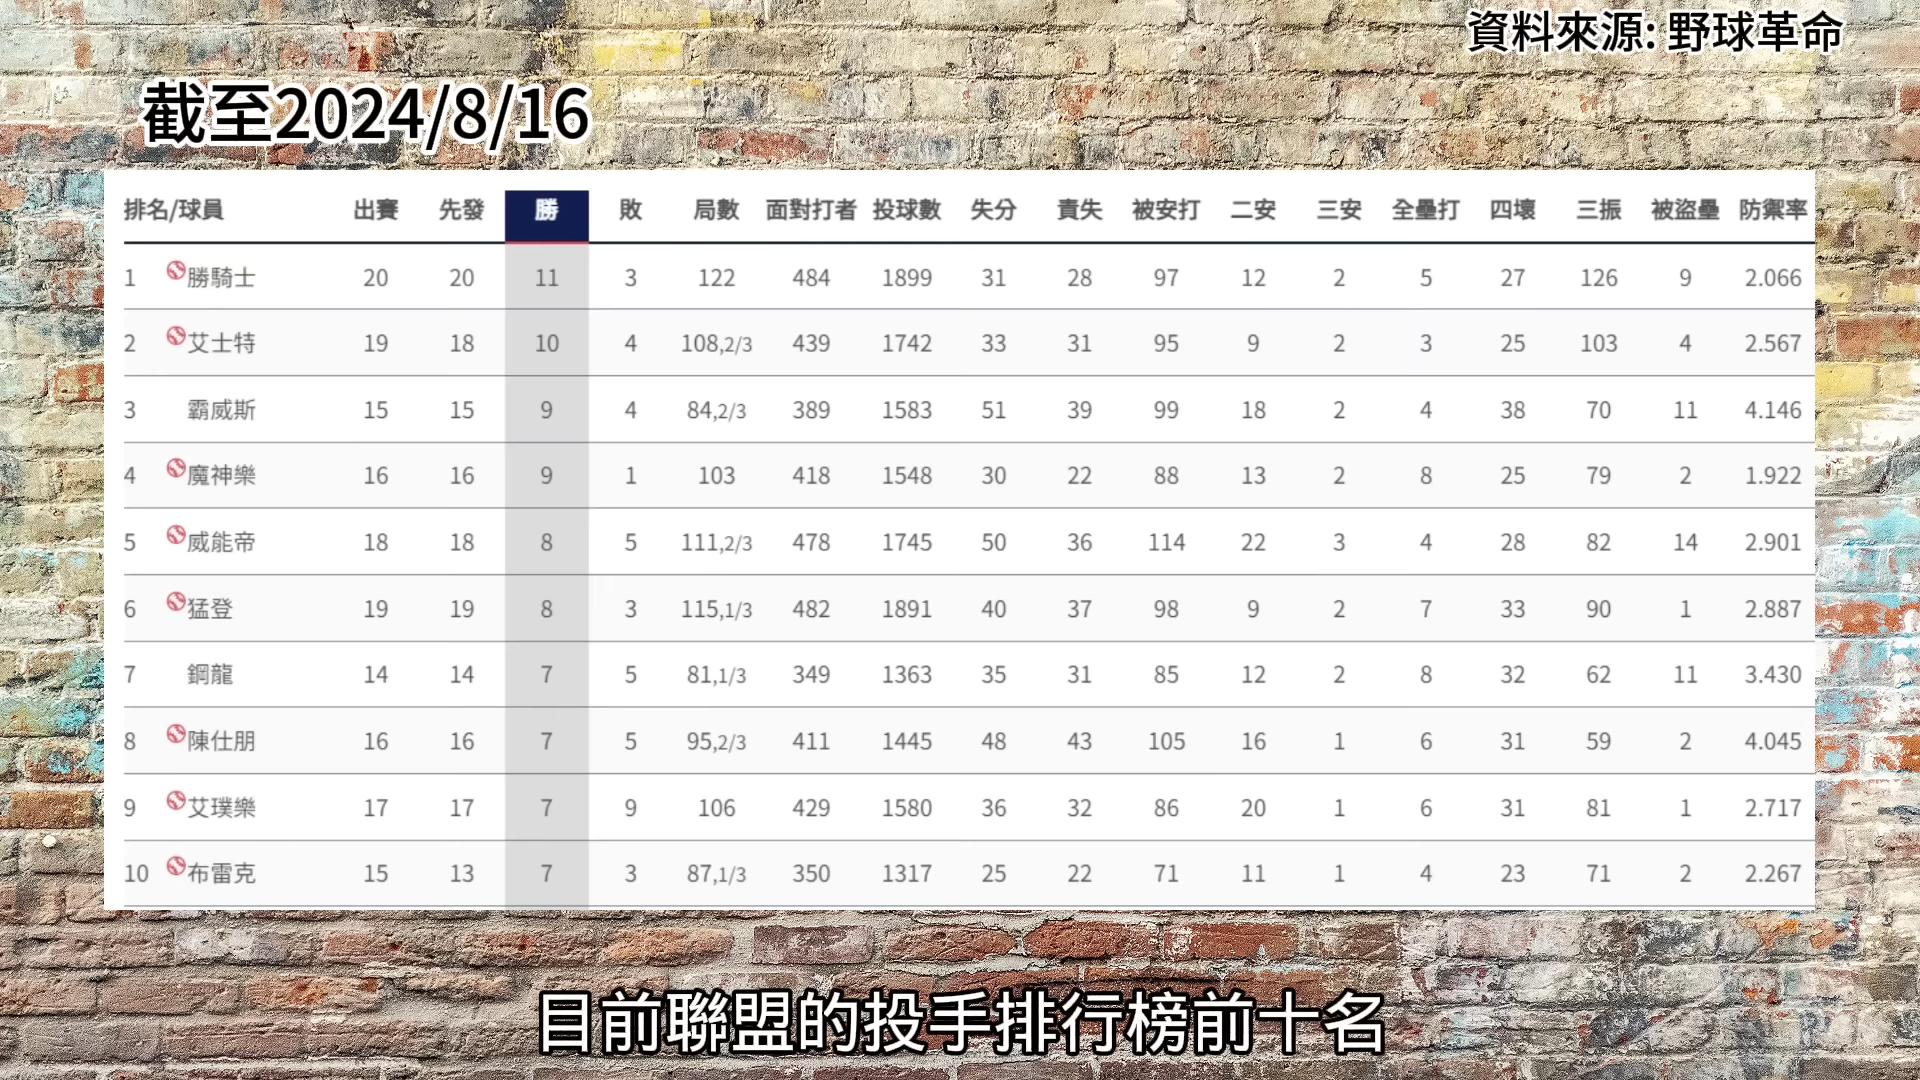 資料來源: 野球革命
截至2024/8/16
排名/球員 出賽 先發 勝 敗 局數 面對打者 投球數 失分 責失 被安打 二安 三安 全壘打 四壞 三振 被盜壘 防禦率
1 勝騎士 20 20 11 3 122 484 1899 31 28 97 12 2 5 27 126 9 2.066
2 艾士特 19 18 10 4 108,2/3 439 1742 33 31 95 9 2 3 25 103 4 2.567
3 霸威斯 15 15 9 4 84,2/3 389 1583 51 39 99 18 2 4 38 70 11 4.146
4 魔神樂 16 16 9 1 103 418 1548 30 22 88 13 2 8 25 79 2 1.922
5 威能帝 18 18 8 5 111,2/3 478 1745 50 36 114 22 3 4 28 82 14 2.901
6 猛登 19 19 8 3 115,1/3 482 1891 40 37 98 9 2 7 33 90 1 2.887
7 鋼龍 14 14 7 5 81,1/3 349 1363 35 31 85 12 2 8 32 62 11 3.430
8 陳仕朋 16 16 7 5 95,2/3 411 1445 48 43 105 16 1 6 31 59 2 4.045
9 艾璞樂 17 17 7 9 106 429 1580 36 32 86 20 1 6 31 81 1 2.717
10 布雷克 15 13 7 3 87,1/3 350 1317 25 22 71 11 1 4 23 71 2 2.267
目前聯盟的投手排行榜前十名